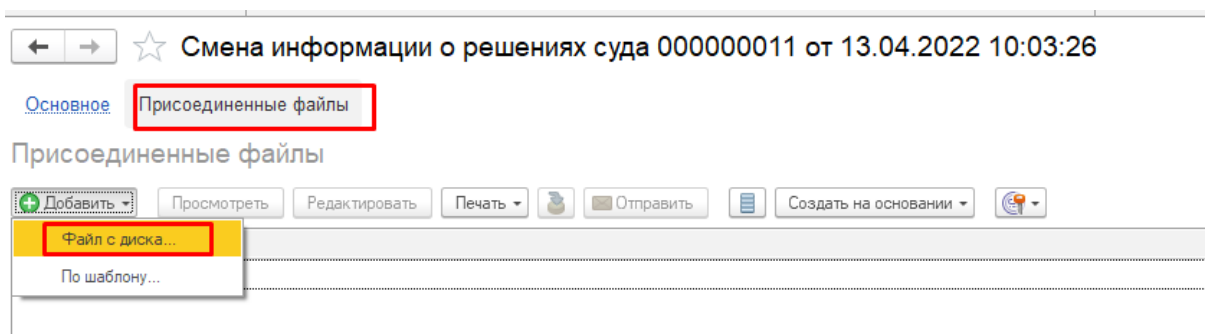 Смена информации о решениях суда 000000011 от 13.04.2022 10:03:26
Основное Присоединенные файлы
Присоединенные файлы
Добавить Просмотреть Редактировать Печать Отправить Создать на основании
Файл с диска...
По шаблону...